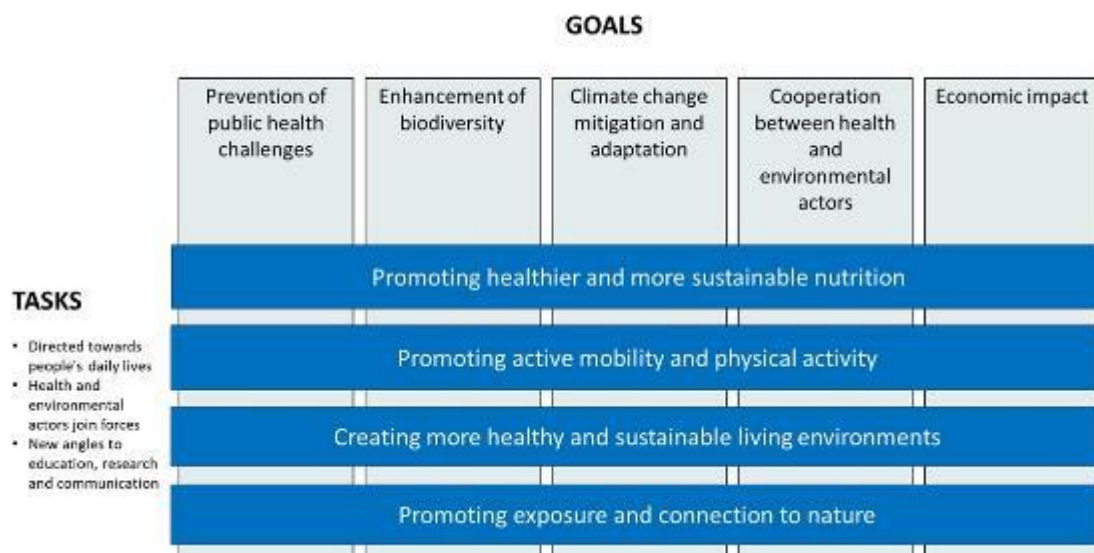 GOALS
Prevention of
public health
challenges
Enhancement of
biodiversity
Climate change
mitigation and
adaptation
Cooperation
between health
and
environmental
actors
Economic impact
Promoting healthier and more sustainable nutrition
TASKS
• Directed towards
people's daily lives
• Health and
environmental
actors join forces
• New angles to
education, research
and communication
Promoting active mobility and physical activity
Creating more healthy and sustainable living environments
Promoting exposure and connection to nature